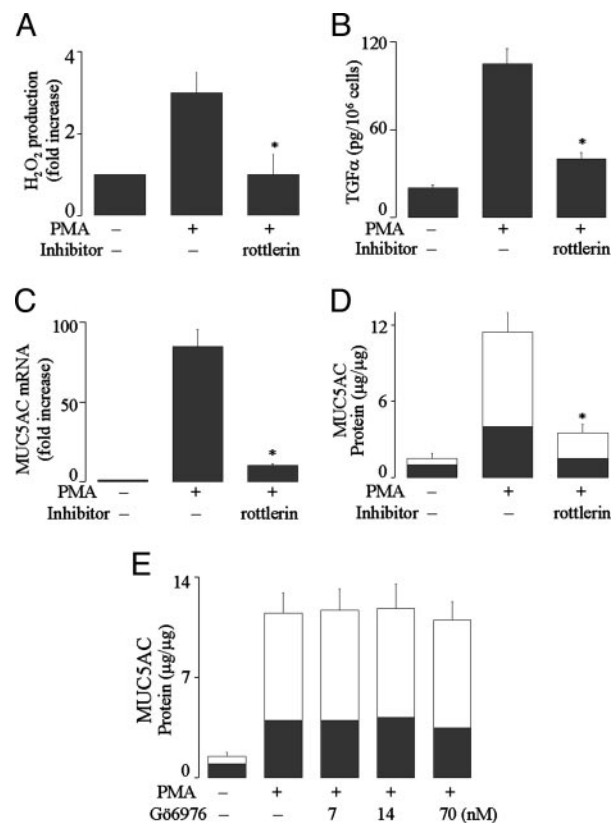 A
H₂O₂ production
(fold increase)
4
2
0
*
PMA – + +
Inhibitor – – rottlerin
B
TGFα (pg/10⁶ cells)
120
60
0
*
PMA – + +
Inhibitor – – rottlerin
C
MUC5AC mRNA
(fold increase)
100
50
0
*
PMA – + +
Inhibitor – – rottlerin
D
MUC5AC
Protein (µg/µg)
12
6
0
*
PMA – + +
Inhibitor – – rottlerin
E
MUC5AC
Protein (µg/µg)
14
7
0
PMA – + + + +
Gö6976 – – 7 14 70 (nM)